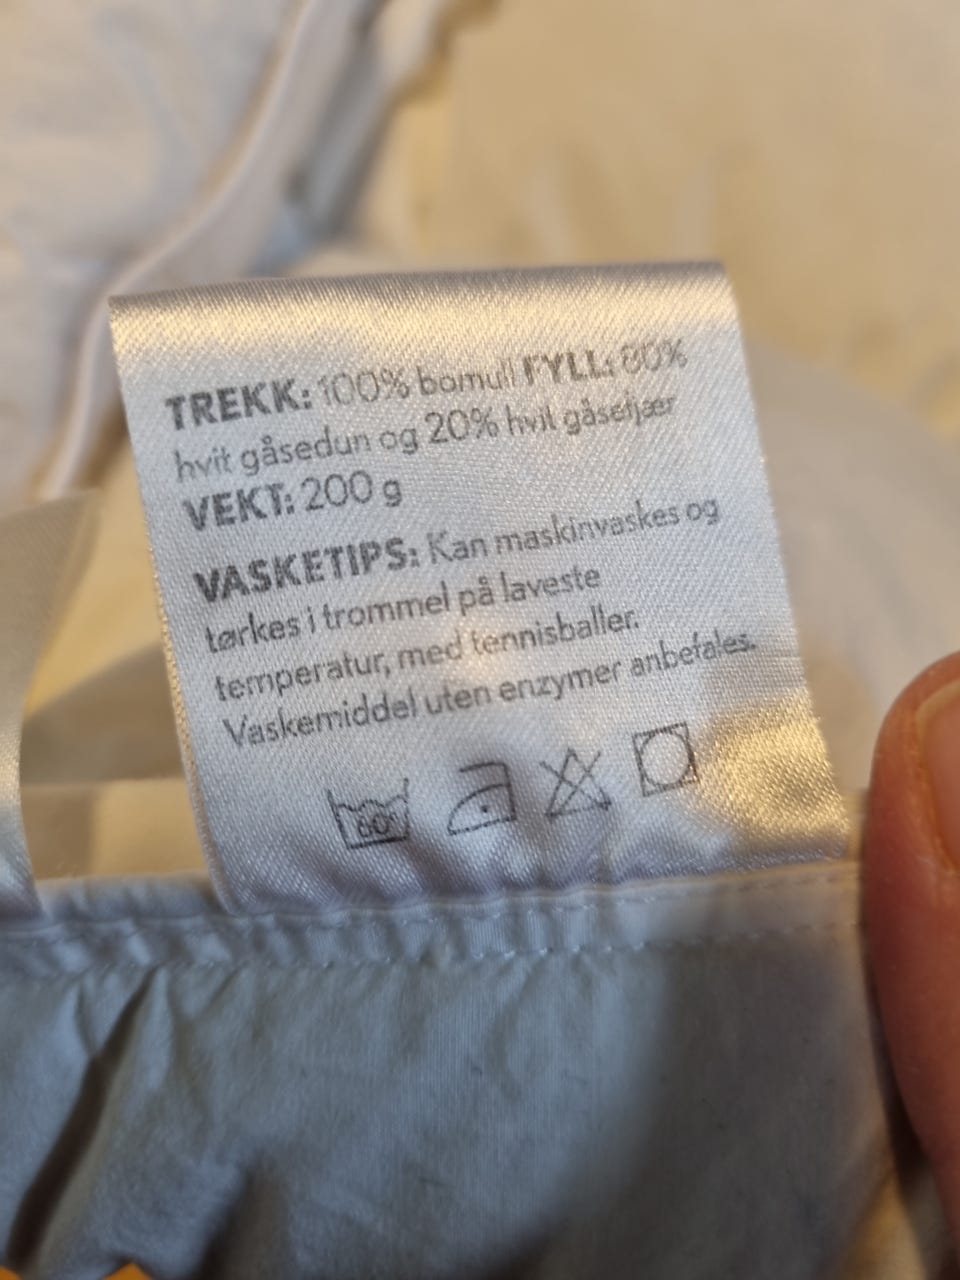 TREKK: 100% bomull FYLL: 80%
hvit gåsedun og 20% hvit gåsefjær
VEKT: 200 g
VASKETIPS: Kan maskinvaskes og
tørkes i trommel på laveste
temperatur, med tennisballer.
Vaskemiddel uten enzymer anbefales.
60°